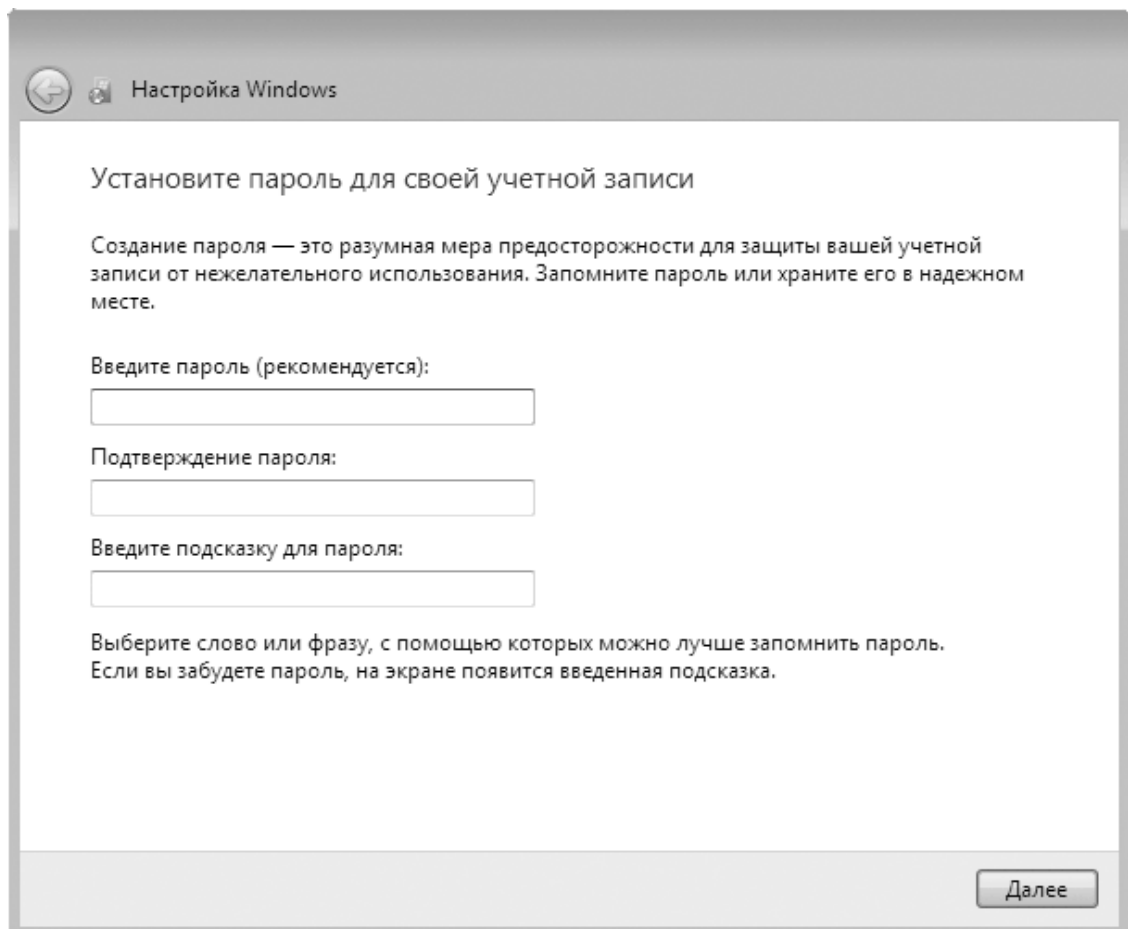 Настройка Windows
Установите пароль для своей учетной записи
Создание пароля — это разумная мера предосторожности для защиты вашей учетной
записи от нежелательного использования. Запомните пароль или храните его в надежном
месте.
Введите пароль (рекомендуется):
Подтверждение пароля:
Введите подсказку для пароля:
Выберите слово или фразу, с помощью которых можно лучше запомнить пароль.
Если вы забудете пароль, на экране появится введенная подсказка.
Далее